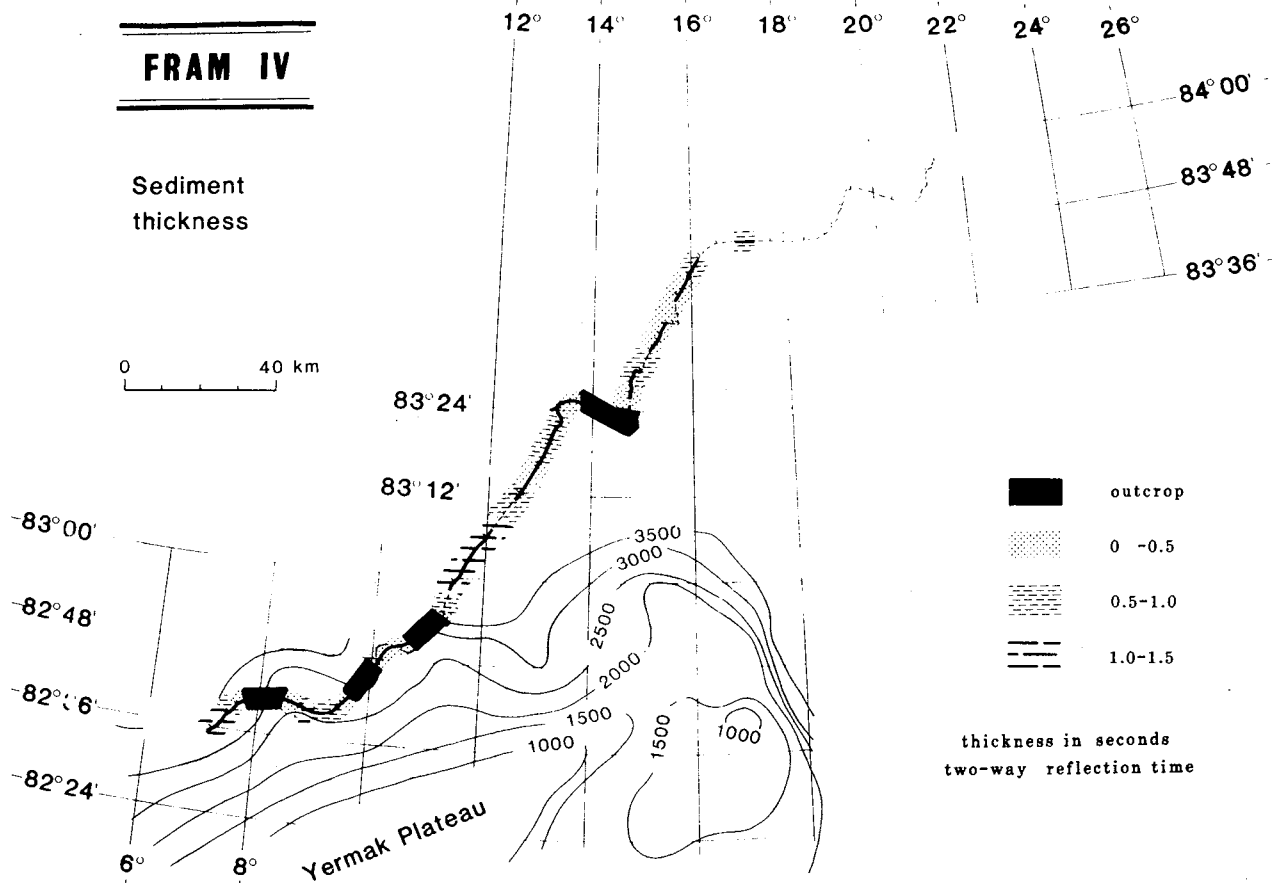 12° 14° 16° 18° 20° 22° 24° 26°
FRAM IV
84°00'
Sediment
thickness
83°48'
83°36'
0 40 km
83°24'
83°12'
83°00'
82°48'
82°24'
6° 8°
3500
3000
2500
2000
1500
1000
1500
1000
Yermak Plateau
outcrop
0 -0.5
0.5-1.0
1.0-1.5
thickness in seconds
two-way reflection time